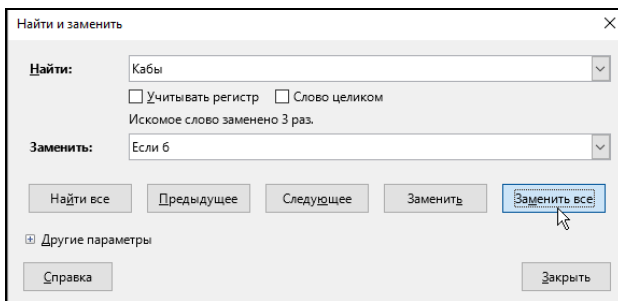 Найти и заменить
Найти: Кабы
Учитывать регистр Слово целиком
Искомое слово заменено 3 раз.
Заменить: Если б
Найти все Предыдущее Следующее Заменить Заменить все
Другие параметры
Справка Закрыть